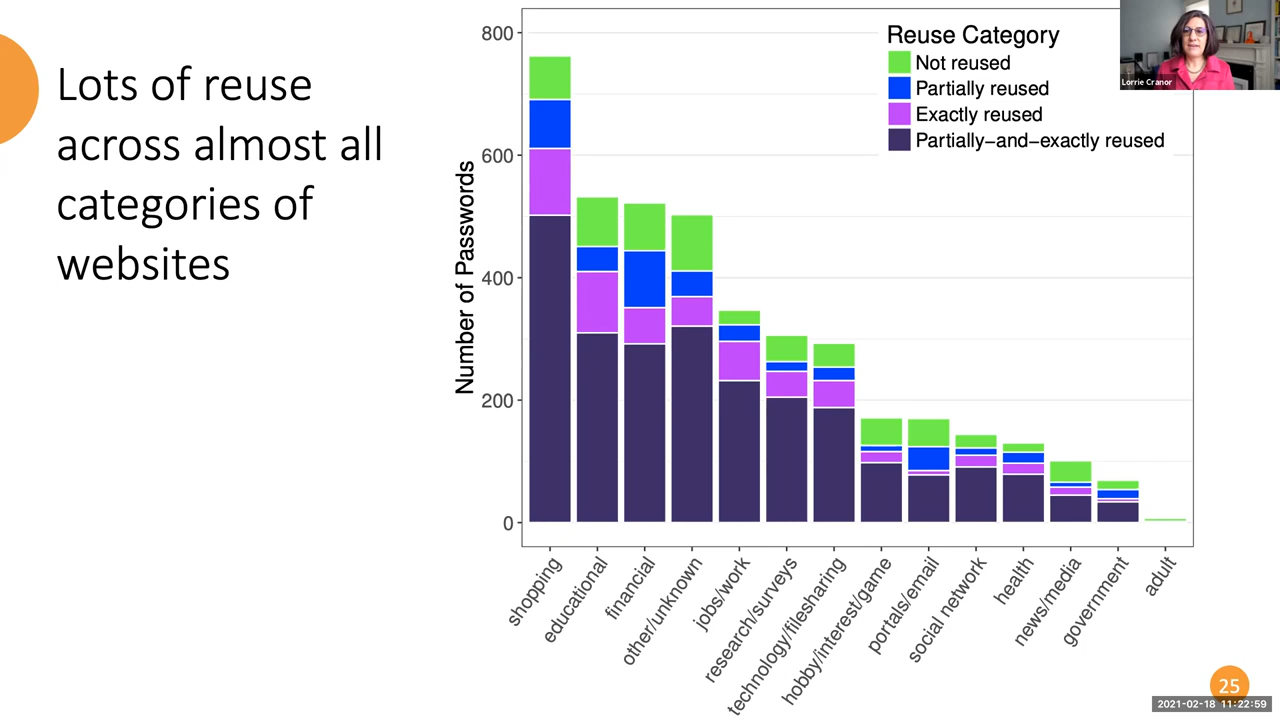 Lots of reuse
across almost all
categories of
websites
Reuse Category
Not reused
Partially reused
Exactly reused
Partially−and−exactly reused
Lorrie Cranor
Number of Passwords
800
600
400
200
0
shopping
educational
financial
other/unknown
jobs/work
research/surveys
technology/filesharing
hobby/interest/game
portals/email
social network
health
news/media
government
adult
25
2021-02-18 11:22:59